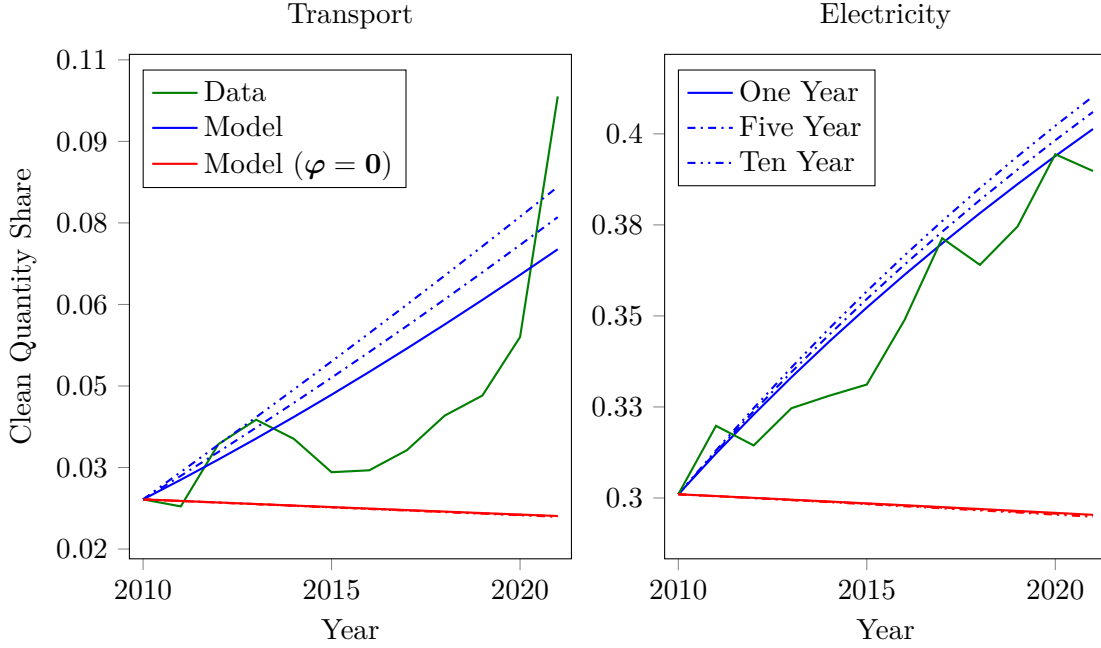 Transport
Electricity
Clean Quantity Share
0.11
0.09
0.08
0.06
0.05
0.03
0.02
Data
Model
Model (φ = 0)
2010
2015
2020
Year
0.4
0.38
0.35
0.33
0.3
One Year
Five Year
Ten Year
2010
2015
2020
Year